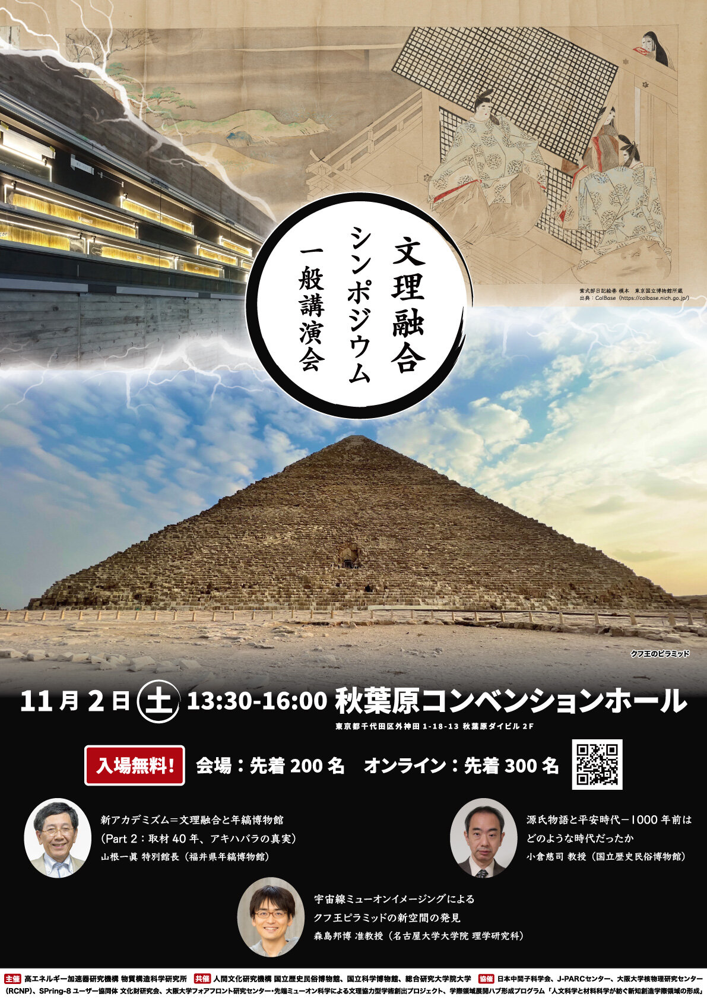 紫式部日記絵巻 模本　東京国立博物館所蔵
出典：ColBase（https://colbase.nich.go.jp/）
文理融合
シンポジウム
一般講演会
クフ王のピラミッド
11月2日(土) 13:30-16:00 秋葉原コンベンションホール
東京都千代田区外神田1-18-13 秋葉原ダイビル2F
入場無料！ 会場：先着200名　オンライン：先着300名
新アカデミズム＝文理融合と年縞博物館
（Part 2：取材40年、アキハバラの真実）
山根一眞 特別館長（福井県年縞博物館）
源氏物語と平安時代－1000年前は
どのような時代だったか
小倉慈司 教授（国立歴史民俗博物館）
宇宙線ミューオンイメージングによる
クフ王ピラミッドの新空間の発見
森島邦博 准教授（名古屋大学大学院 理学研究科）
主催 高エネルギー加速器研究機構 物質構造科学研究所 共催 人間文化研究機構 国立歴史民俗博物館、国立科学博物館、総合研究大学院大学 協催 日本中間子科学会、J-PARCセンター、大阪大学核物理研究センター
（RCNP）、SPring-8ユーザー協同体 文化財研究会、大阪大学フォアフロント研究センター・先端ミューオン科学による文理協力型学術創出プロジェクト、学際領域展開ハブ形成プログラム「人文科学と材料科学が紡ぐ新知創造学際領域の形成」